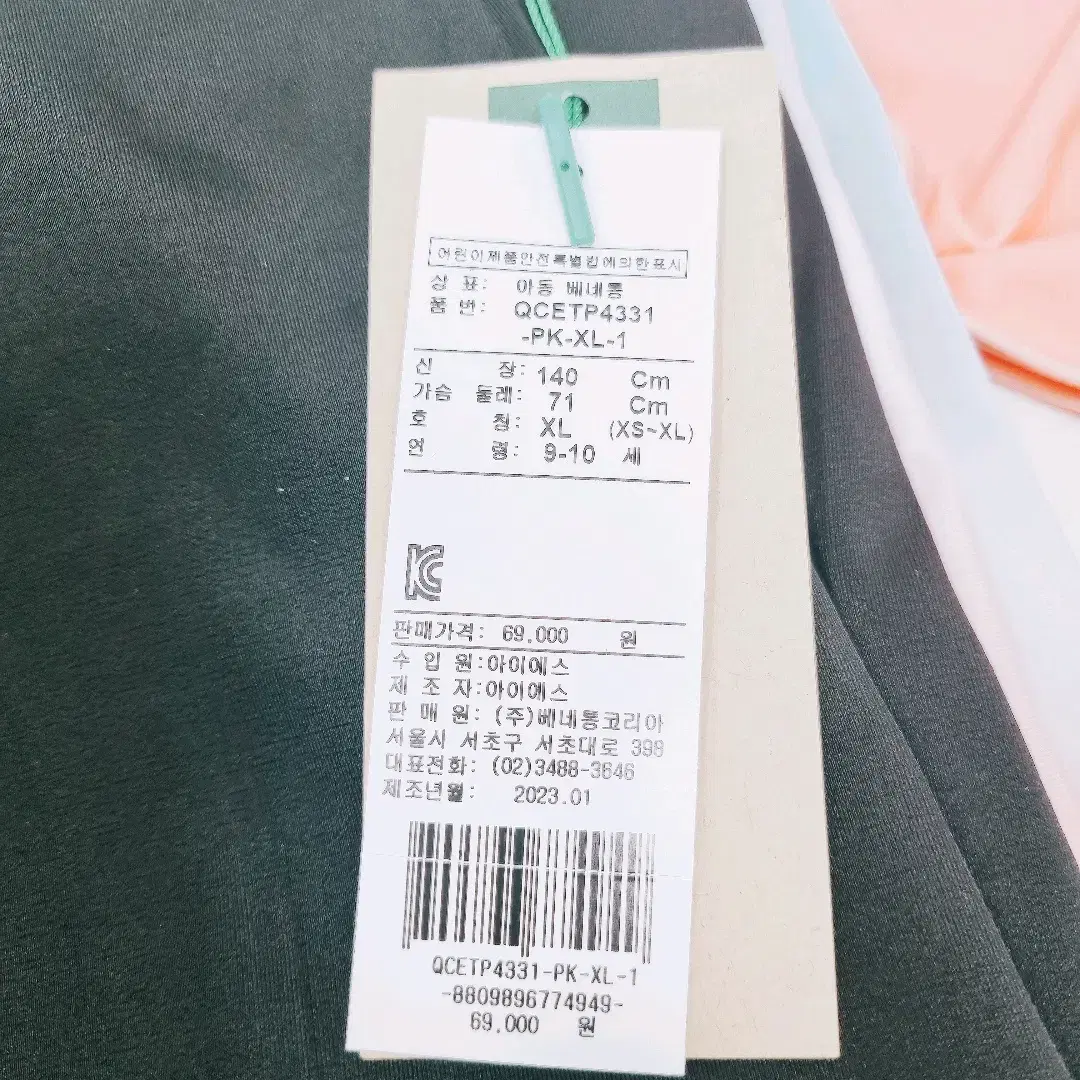 어린이제품안전특별법에의한표시
상 표: 아동 베네통
품 번: QCETP4331
-PK-XL-1
신 장: 140 Cm
가슴 둘레: 71 Cm
호 칭: XL (XS~XL)
연 령: 9-10 세
KC
판매가격: 69.000 원
수 입 원:아이에스
제 조 자:아이에스
판 매 원: (주)베네통코리아
서울시 서초구 서초대로 398
대표전화: (02)3488-3646
제조년월: 2023.01
QCETP4331-PK-XL-1
-8809896774949-
69.000 원